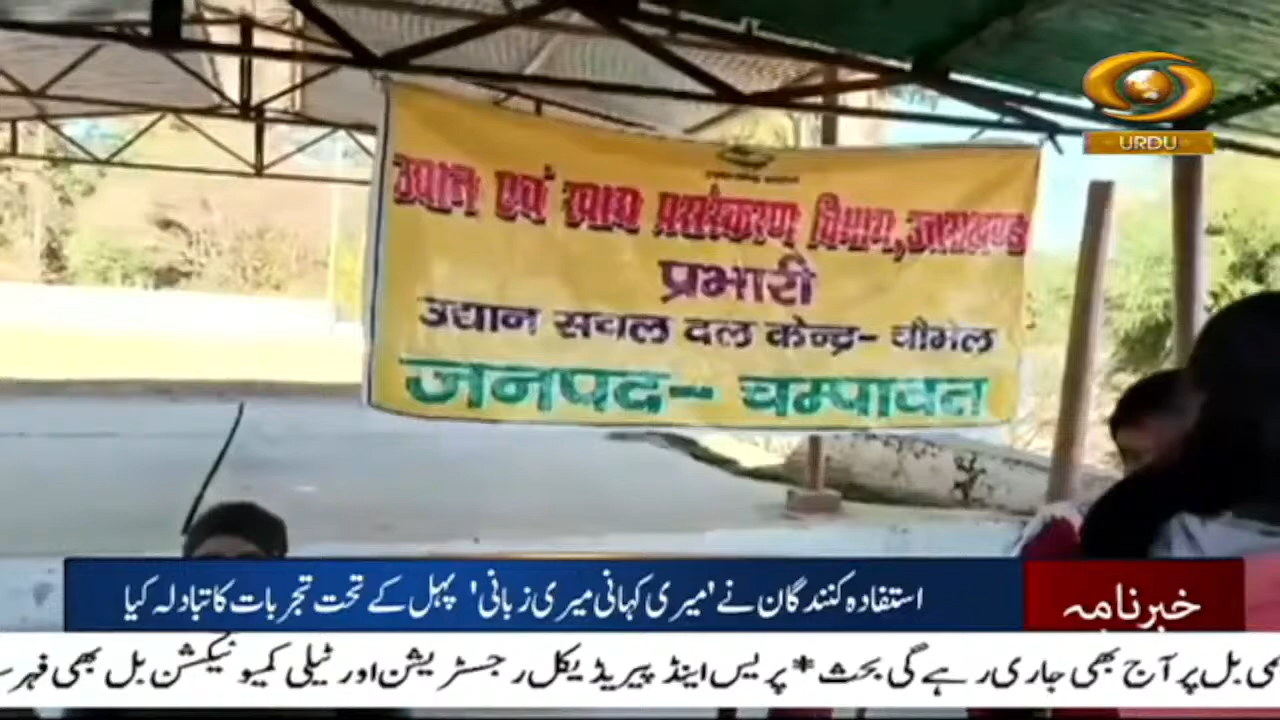 URDU
उद्यान एवं खाद्य प्रसंस्करण विभाग, उत्तराखण्ड
प्रभारी
उद्यान सचल दल केन्द्र- चौमेल
जनपद- चम्पावत
استفادہ کنندگان نے 'میری کہانی میری زبانی' پہل کے تحت تجربات کا تبادلہ کیا
خبرنامہ
بل پر آج بھی جاری رہے گی بحث * پریس اینڈ پیریڈیکل رجسٹریشن اور ٹیلی کمیونیکشن بل بھی